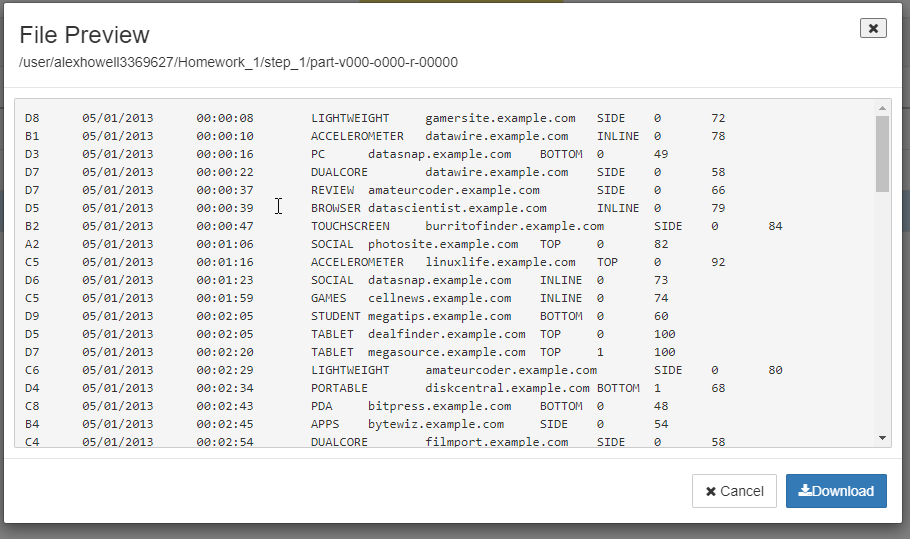 File Preview
/user/alexhowell3369627/Homework_1/step_1/part-v000-o000-r-00000
D8 05/01/2013 00:00:08 LIGHTWEIGHT gamersite.example.com SIDE 0 72
B1 05/01/2013 00:00:10 ACCELEROMETER datawire.example.com INLINE 0 78
D3 05/01/2013 00:00:16 PC datasnap.example.com BOTTOM 0 49
D7 05/01/2013 00:00:22 DUALCORE datawire.example.com SIDE 0 58
D7 05/01/2013 00:00:37 REVIEW amateurcoder.example.com SIDE 0 66
D5 05/01/2013 00:00:39 BROWSER datascientist.example.com INLINE 0 79
B2 05/01/2013 00:00:47 TOUCHSCREEN burritofinder.example.com SIDE 0 84
A2 05/01/2013 00:01:06 SOCIAL photosite.example.com TOP 0 82
C5 05/01/2013 00:01:16 ACCELEROMETER linuxlife.example.com TOP 0 92
D6 05/01/2013 00:01:23 SOCIAL datasnap.example.com INLINE 0 73
C5 05/01/2013 00:01:59 GAMES cellnews.example.com INLINE 0 74
D9 05/01/2013 00:02:05 STUDENT megatips.example.com BOTTOM 0 60
D5 05/01/2013 00:02:05 TABLET dealfinder.example.com TOP 0 100
D7 05/01/2013 00:02:20 TABLET megasource.example.com TOP 1 100
C6 05/01/2013 00:02:29 LIGHTWEIGHT amateurcoder.example.com SIDE 0 80
D4 05/01/2013 00:02:34 PORTABLE diskcentral.example.com BOTTOM 1 68
C8 05/01/2013 00:02:43 PDA bitpress.example.com BOTTOM 0 48
B4 05/01/2013 00:02:45 APPS bytewiz.example.com SIDE 0 54
C4 05/01/2013 00:02:54 DUALCORE filmport.example.com SIDE 0 58
Cancel Download